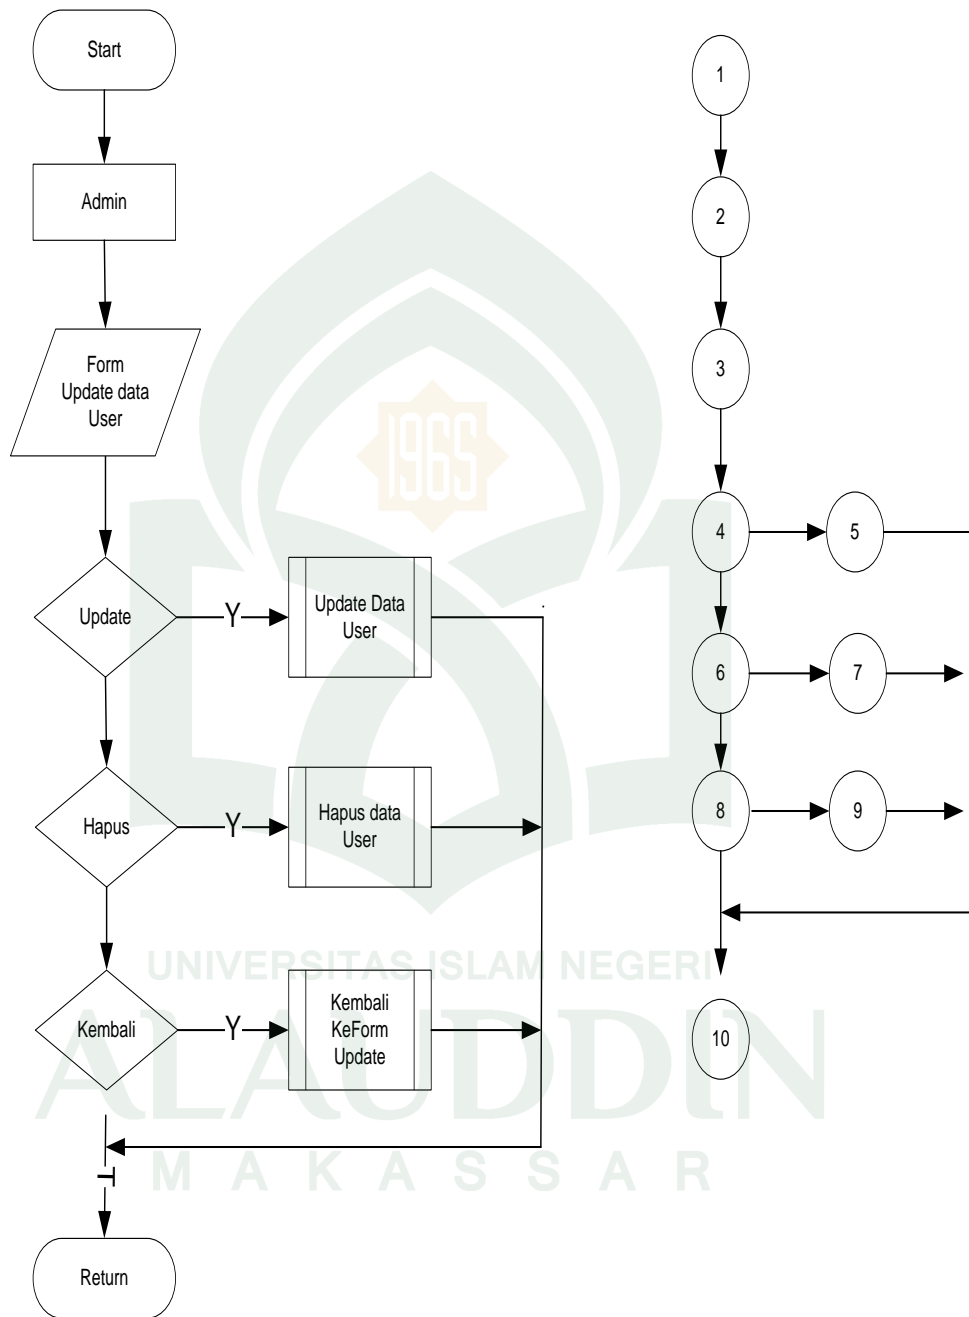 Start
Admin
Form
Update data
User
Update
Y
Update Data
User
Hapus
Y
Hapus data
User
Kembali
Y
Kembali
KeForm
Update
T
Return
1
2
3
4
5
6
7
8
9
10
1965
UNIVERSITAS ISLAM NEGERI
ALAUDDIN
MAKASSAR